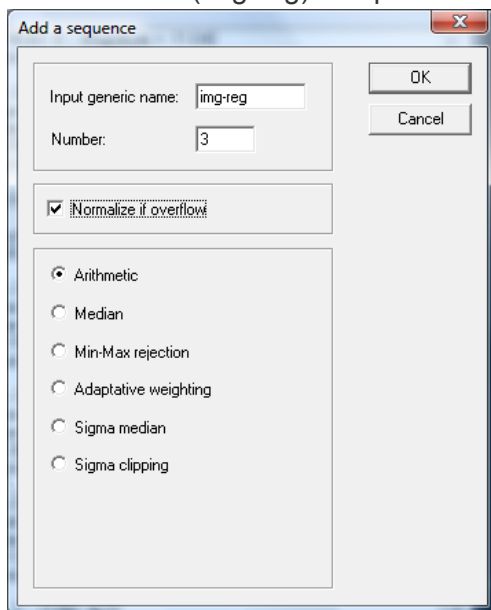 Add a sequence
OK
Input generic name: img-reg
Cancel
Number: 3
Normalize if overflow
Arithmetic
Median
Min-Max rejection
Adaptative weighting
Sigma median
Sigma clipping